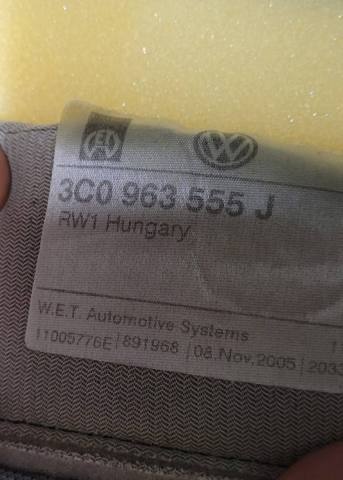 3C0 963 555 J
RW1 Hungary
W.E.T. Automotive Systems
11005776E | 891968 | 08.Nov.2005 | 2033